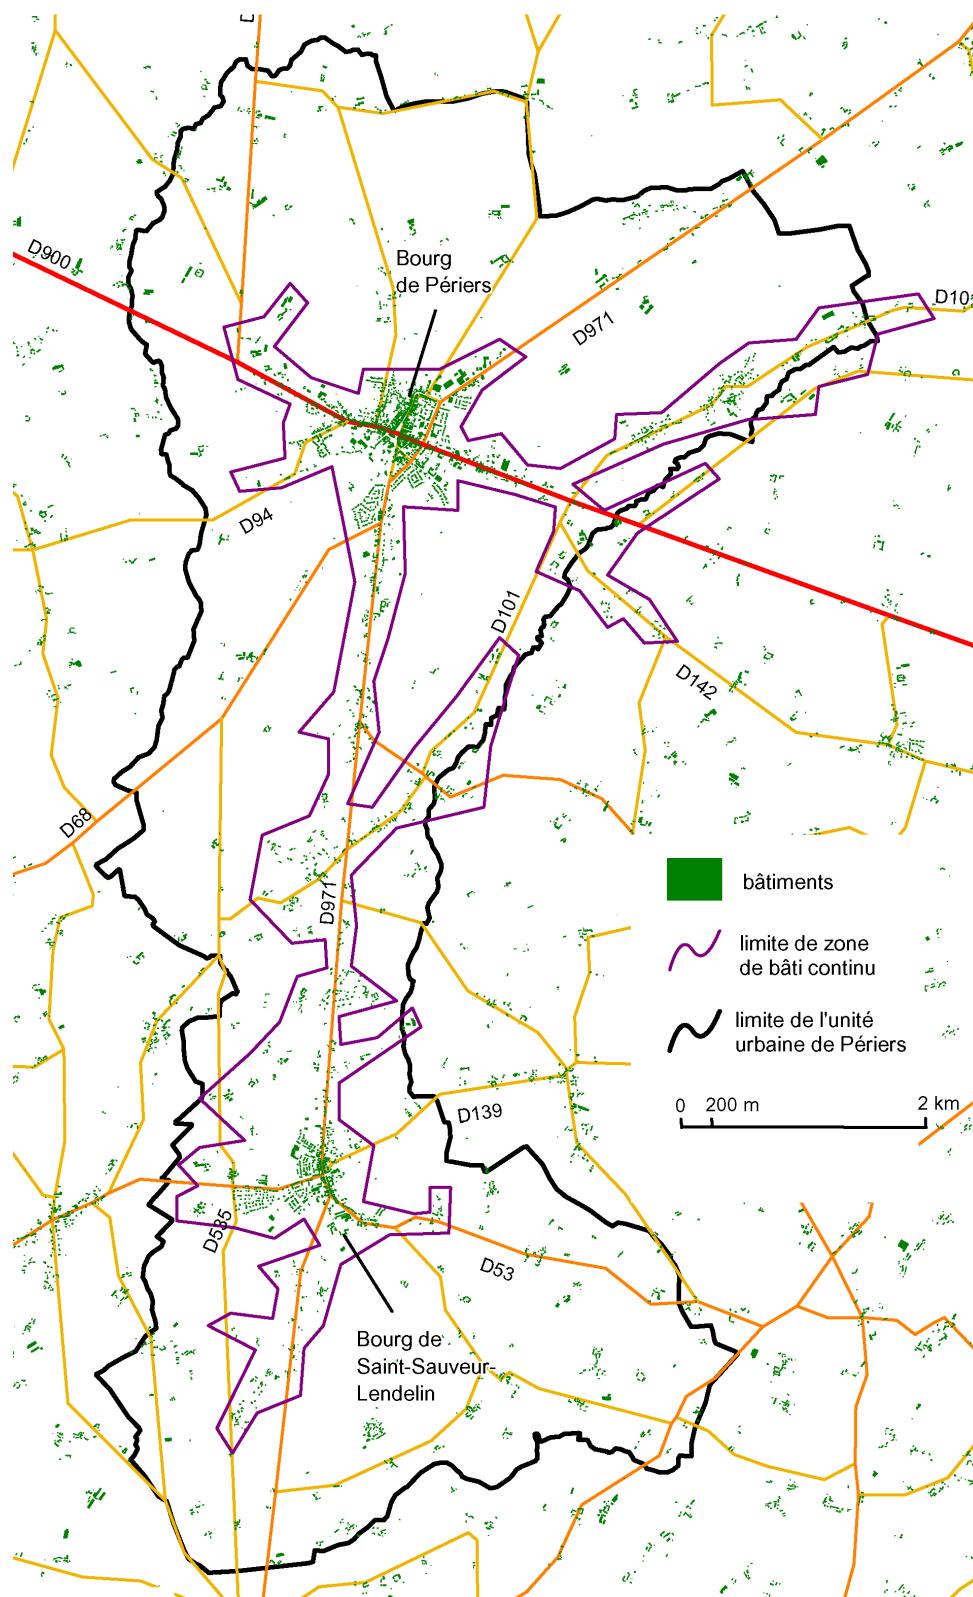 D900
Bourg
de Périers
D971
D10
D94
D101
D142
D68
D971
bâtiments
limite de zone
de bâti continu
limite de l'unité
urbaine de Périers
0 200 m 2 km
D139
D535
D53
Bourg de
Saint-Sauveur-
Lendelin